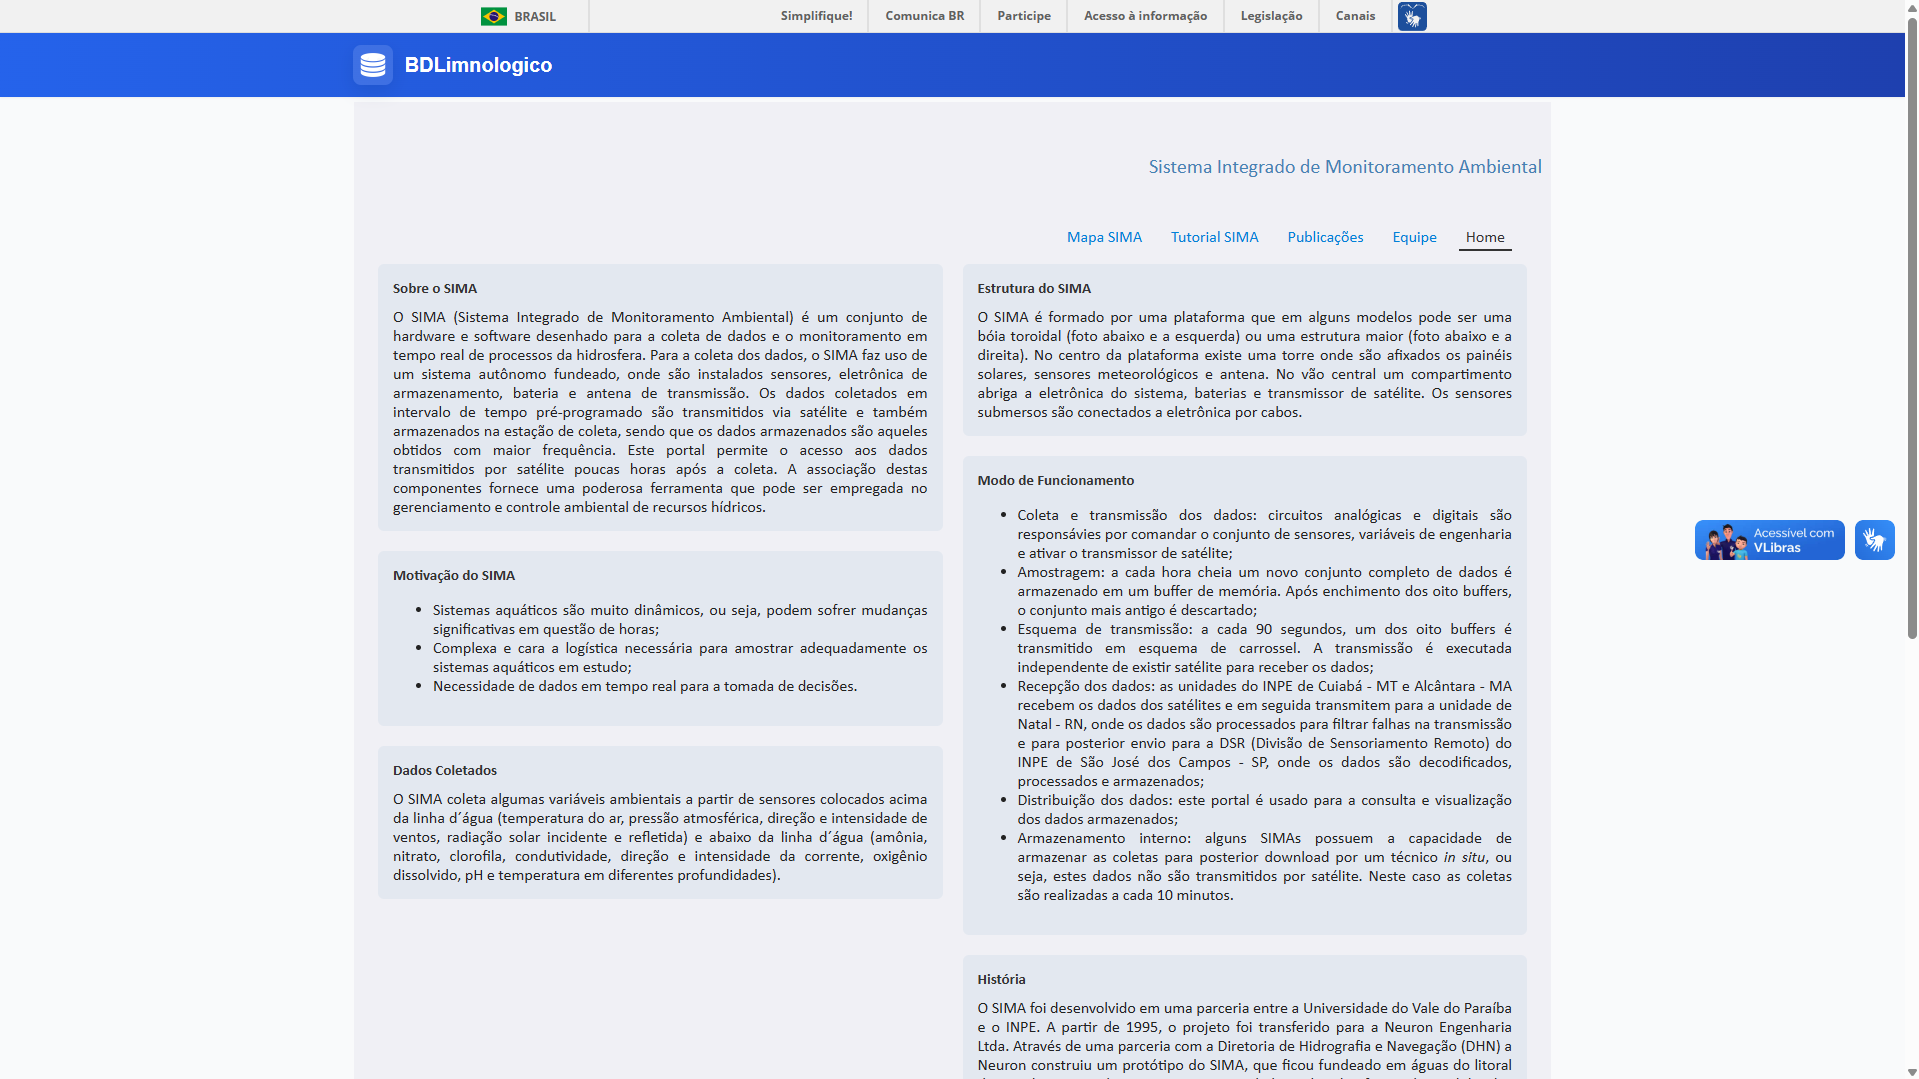 BRASIL
Simplifique!
Comunica BR
Participe
Acesso à informação
Legislação
Canais
BDLimnologico
Sistema Integrado de Monitoramento Ambiental
Mapa SIMA
Tutorial SIMA
Publicações
Equipe
Home
Sobre o SIMA
O SIMA (Sistema Integrado de Monitoramento Ambiental) é um conjunto de
hardware e software desenhado para a coleta de dados e o monitoramento em
tempo real de processos da hidrosfera. Para a coleta dos dados, o SIMA faz uso de
um sistema autônomo fundeado, onde são instalados sensores, eletrônica de
armazenamento, bateria e antena de transmissão. Os dados coletados em
intervalo de tempo pré-programado são transmitidos via satélite e também
armazenados na estação de coleta, sendo que os dados armazenados são aqueles
obtidos com maior frequência. Este portal permite o acesso aos dados
transmitidos por satélite poucas horas após a coleta. A associação destas
componentes fornece uma poderosa ferramenta que pode ser empregada no
gerenciamento e controle ambiental de recursos hídricos.
Motivação do SIMA
• Sistemas aquáticos são muito dinâmicos, ou seja, podem sofrer mudanças
significativas em questão de horas;
• Complexa e cara a logística necessária para amostrar adequadamente os
sistemas aquáticos em estudo;
• Necessidade de dados em tempo real para a tomada de decisões.
Dados Coletados
O SIMA coleta algumas variáveis ambientais a partir de sensores colocados acima
da linha d´água (temperatura do ar, pressão atmosférica, direção e intensidade de
ventos, radiação solar incidente e refletida) e abaixo da linha d´água (amônia,
nitrato, clorofila, condutividade, direção e intensidade da corrente, oxigênio
dissolvido, pH e temperatura em diferentes profundidades).
Estrutura do SIMA
O SIMA é formado por uma plataforma que em alguns modelos pode ser uma
bóia toroidal (foto abaixo e a esquerda) ou uma estrutura maior (foto abaixo e a
direita). No centro da plataforma existe uma torre onde são afixados os painéis
solares, sensores meteorológicos e antena. No vão central um compartimento
abriga a eletrônica do sistema, baterias e transmissor de satélite. Os sensores
submersos são conectados a eletrônica por cabos.
Modo de Funcionamento
• Coleta e transmissão dos dados: circuitos analógicas e digitais são
responsávies por comandar o conjunto de sensores, variáveis de engenharia
e ativar o transmissor de satélite;
• Amostragem: a cada hora cheia um novo conjunto completo de dados é
armazenado em um buffer de memória. Após enchimento dos oito buffers,
o conjunto mais antigo é descartado;
• Esquema de transmissão: a cada 90 segundos, um dos oito buffers é
transmitido em esquema de carrossel. A transmissão é executada
independente de existir satélite para receber os dados;
• Recepção dos dados: as unidades do INPE de Cuiabá - MT e Alcântara - MA
recebem os dados dos satélites e em seguida transmitem para a unidade de
Natal - RN, onde os dados são processados para filtrar falhas na transmissão
e para posterior envio para a DSR (Divisão de Sensoriamento Remoto) do
INPE de São José dos Campos - SP, onde os dados são decodificados,
processados e armazenados;
• Distribuição dos dados: este portal é usado para a consulta e visualização
dos dados armazenados;
• Armazenamento interno: alguns SIMAs possuem a capacidade de
armazenar as coletas para posterior download por um técnico in situ, ou
seja, estes dados não são transmitidos por satélite. Neste caso as coletas
são realizadas a cada 10 minutos.
História
O SIMA foi desenvolvido em uma parceria entre a Universidade do Vale do Paraíba
e o INPE. A partir de 1995, o projeto foi transferido para a Neuron Engenharia
Ltda. Através de uma parceria com a Diretoria de Hidrografia e Navegação (DHN) a
Neuron construiu um protótipo do SIMA, que ficou fundeado em águas do litoral
Acessível com
VLibras